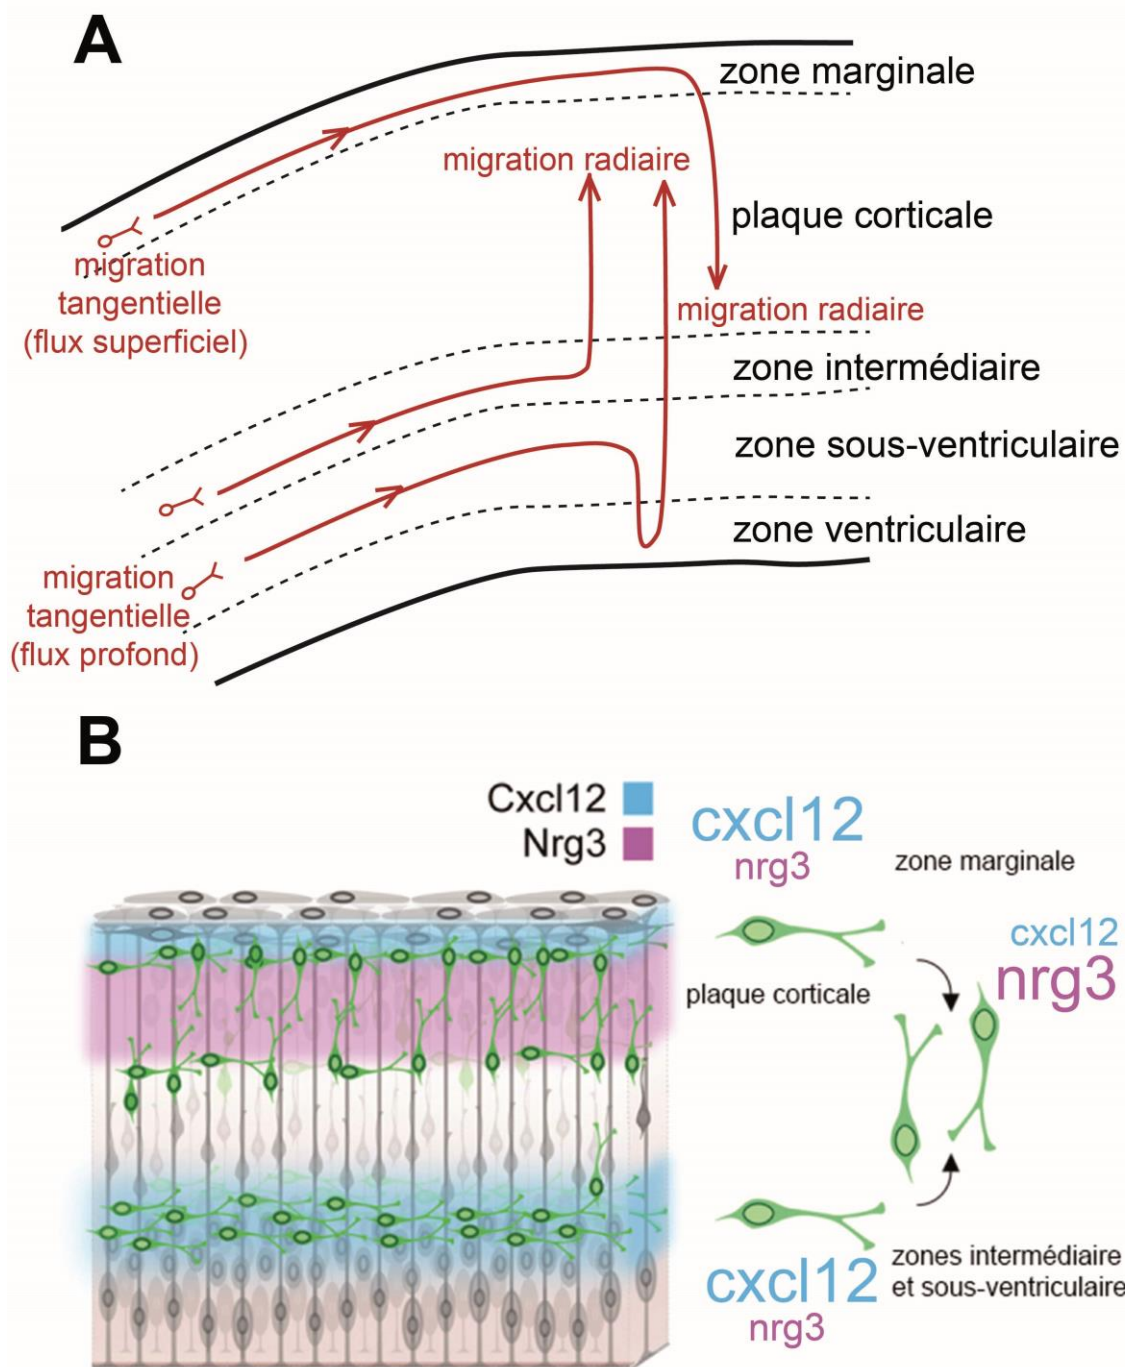 A
zone marginale
migration radiaire
plaque corticale
migration
tangentielle
(flux superficiel)
migration radiaire
zone intermédiaire
zone sous-ventriculaire
zone ventriculaire
migration
tangentielle
(flux profond)
B
Cxcl12
Nrg3
cxcl12
nrg3
zone marginale
cxcl12
nrg3
plaque corticale
cxcl12
nrg3
zones intermédiaire
et sous-ventriculaire